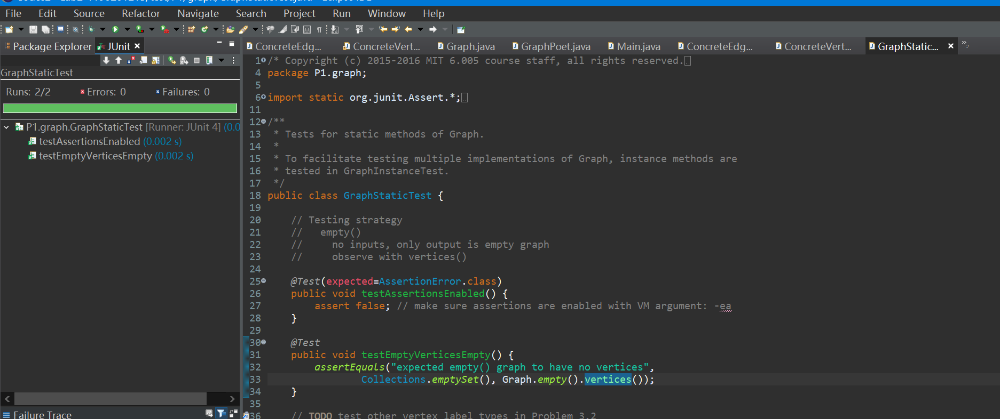 File Edit Source Refactor Navigate Search Project Run Window Help
Package Explorer JUnit
ConcreteEdg... ConcreteVert... Graph.java GraphPoet.java Main.java ConcreteEdg... ConcreteVert... GraphStatic...
GraphStaticTest
Runs: 2/2 Errors: 0 Failures: 0
P1.graph.GraphStaticTest [Runner: JUnit 4] (0.0
testAssertionsEnabled (0.002 s)
testEmptyVerticesEmpty (0.002 s)
Failure Trace
1 /* Copyright (c) 2015-2016 MIT 6.005 course staff, all rights reserved.
4 package P1.graph;
5
6 import static org.junit.Assert.*;
11
12 /**
13 * Tests for static methods of Graph.
14 *
15 * To facilitate testing multiple implementations of Graph, instance methods are
16 * tested in GraphInstanceTest.
17 */
18 public class GraphStaticTest {
19
20 // Testing strategy
21 // empty()
22 // no inputs, only output is empty graph
23 // observe with vertices()
24
25 @Test(expected=AssertionError.class)
26 public void testAssertionsEnabled() {
27 assert false; // make sure assertions are enabled with VM argument: -ea
28 }
29
30 @Test
31 public void testEmptyVerticesEmpty() {
32 assertEquals("expected empty() graph to have no vertices",
33 Collections.emptySet(), Graph.empty().vertices());
34 }
35
36 // TODO test other vertex label types in Problem 3.2